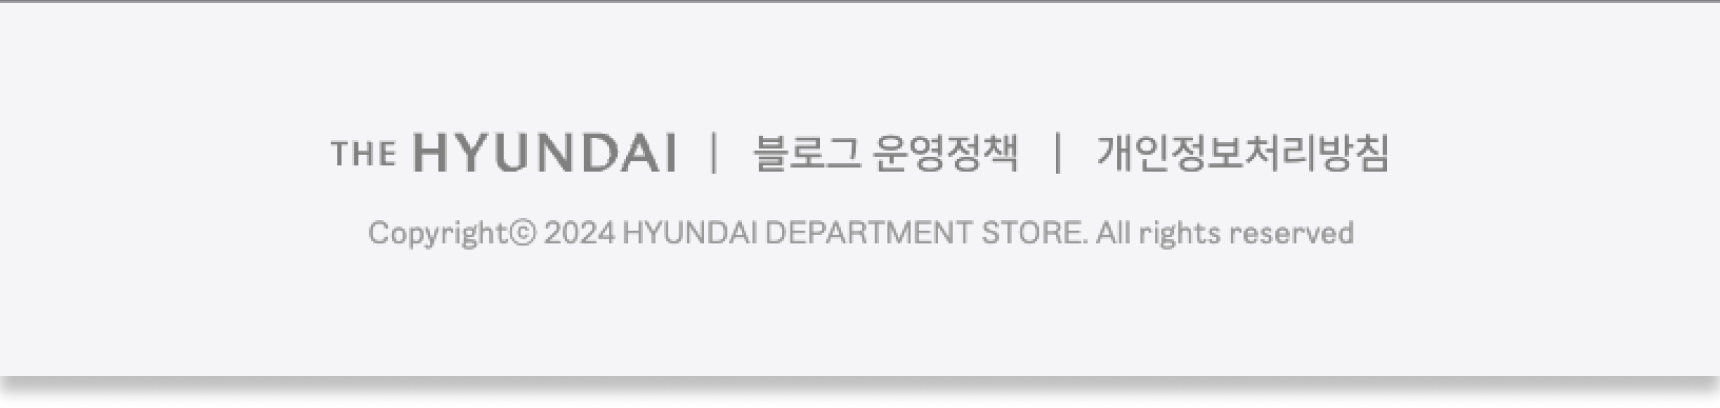 THE HYUNDAI | 블로그 운영정책 | 개인정보처리방침
Copyrightⓒ 2024 HYUNDAI DEPARTMENT STORE. All rights reserved